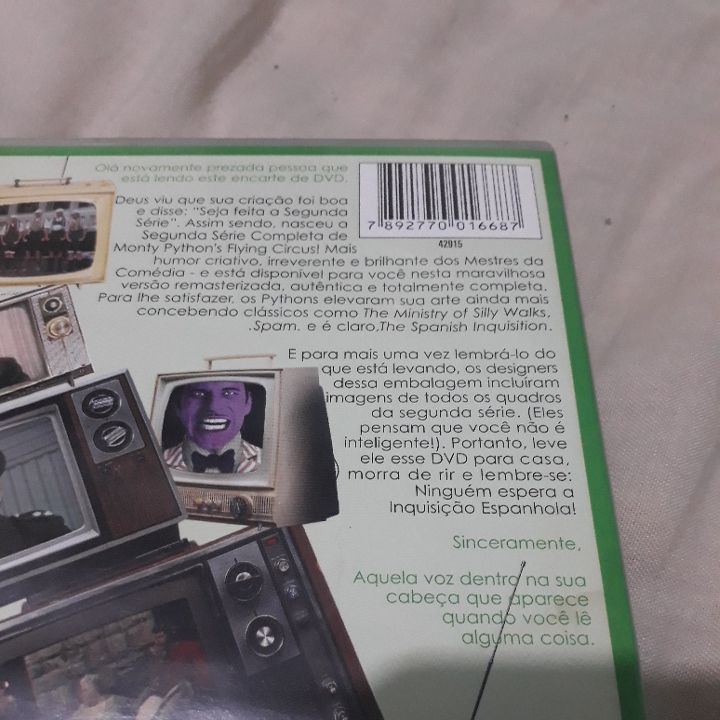 Olá novamente prezada pessoa que
está lendo este encarte de DVD.
Deus viu que sua criação foi boa
e disse: "Seja feita a Segunda
Série". Assim sendo, nasceu a
Segunda Série Completa de
Monty Python's Flying Circus! Mais
humor criativo, irreverente e brilhante dos Mestres da
Comédia - e está disponível para você nesta maravilhosa
versão remasterizada, autêntica e totalmente completa.
Para lhe satisfazer, os Pythons elevaram sua arte ainda mais
concebendo clássicos como The Ministry of Silly Walks,
.Spam. e é claro,The Spanish Inquisition.
7 892770 016687
42915
E para mais uma vez lembrá-lo do
que está levando, os designers
dessa embalagem incluíram
imagens de todos os quadros
da segunda série. (Eles
pensam que você não é
inteligente!). Portanto, leve
ele esse DVD para casa,
morra de rir e lembre-se:
Ninguém espera a
Inquisição Espanhola!
Sinceramente,
Aquela voz dentro na sua
cabeça que aparece
quando você lê
alguma coisa.